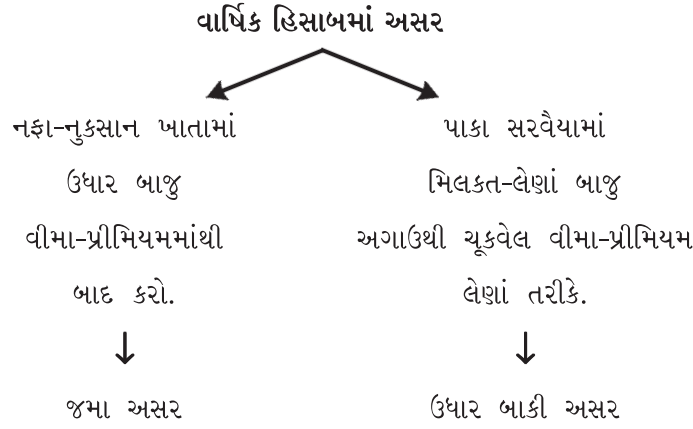 વાર્ષિક હિસાબમાં અસર
નફા-નુકસાન ખાતામાં
ઉધાર બાજુ
વીમા-પ્રીમિયમમાંથી
બાદ કરો.
જમા અસર
પાકા સરવૈયામાં
મિલકત-લેણાં બાજુ
અગાઉથી ચૂકવેલ વીમા-પ્રીમિયમ
લેણાં તરીકે.
ઉધાર બાકી અસર